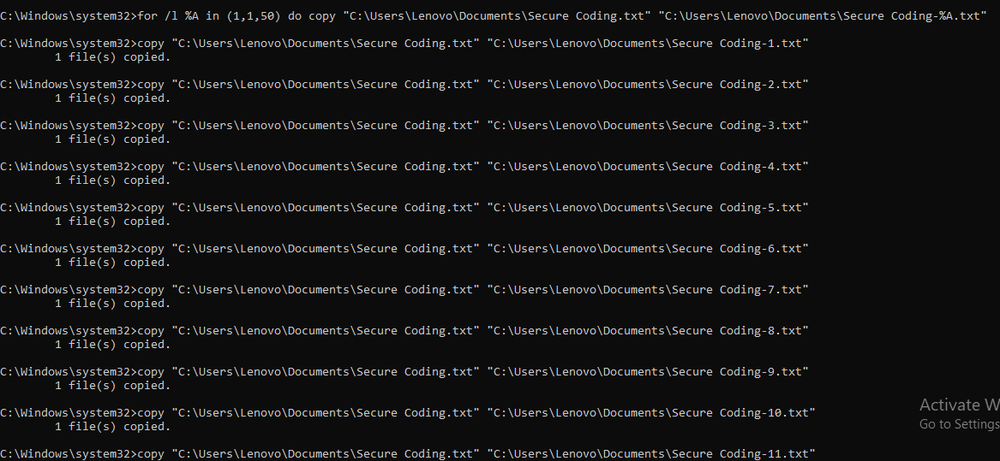 C:\Windows\system32>for /l %A in (1,1,50) do copy "C:\Users\Lenovo\Documents\Secure Coding.txt" "C:\Users\Lenovo\Documents\Secure Coding-%A.txt"
C:\Windows\system32>copy "C:\Users\Lenovo\Documents\Secure Coding.txt" "C:\Users\Lenovo\Documents\Secure Coding-1.txt"
        1 file(s) copied.
C:\Windows\system32>copy "C:\Users\Lenovo\Documents\Secure Coding.txt" "C:\Users\Lenovo\Documents\Secure Coding-2.txt"
        1 file(s) copied.
C:\Windows\system32>copy "C:\Users\Lenovo\Documents\Secure Coding.txt" "C:\Users\Lenovo\Documents\Secure Coding-3.txt"
        1 file(s) copied.
C:\Windows\system32>copy "C:\Users\Lenovo\Documents\Secure Coding.txt" "C:\Users\Lenovo\Documents\Secure Coding-4.txt"
        1 file(s) copied.
C:\Windows\system32>copy "C:\Users\Lenovo\Documents\Secure Coding.txt" "C:\Users\Lenovo\Documents\Secure Coding-5.txt"
        1 file(s) copied.
C:\Windows\system32>copy "C:\Users\Lenovo\Documents\Secure Coding.txt" "C:\Users\Lenovo\Documents\Secure Coding-6.txt"
        1 file(s) copied.
C:\Windows\system32>copy "C:\Users\Lenovo\Documents\Secure Coding.txt" "C:\Users\Lenovo\Documents\Secure Coding-7.txt"
        1 file(s) copied.
C:\Windows\system32>copy "C:\Users\Lenovo\Documents\Secure Coding.txt" "C:\Users\Lenovo\Documents\Secure Coding-8.txt"
        1 file(s) copied.
C:\Windows\system32>copy "C:\Users\Lenovo\Documents\Secure Coding.txt" "C:\Users\Lenovo\Documents\Secure Coding-9.txt"
        1 file(s) copied.
C:\Windows\system32>copy "C:\Users\Lenovo\Documents\Secure Coding.txt" "C:\Users\Lenovo\Documents\Secure Coding-10.txt"
        1 file(s) copied.
C:\Windows\system32>copy "C:\Users\Lenovo\Documents\Secure Coding.txt" "C:\Users\Lenovo\Documents\Secure Coding-11.txt"
Activate W
Go to Settings